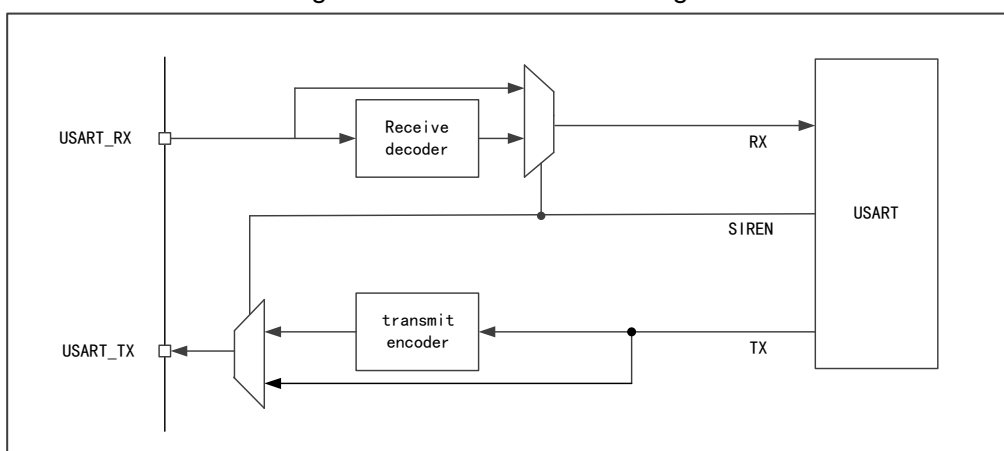 USART_RX
Receive
decoder
RX
SIREN
USART
transmit
encoder
TX
USART_TX